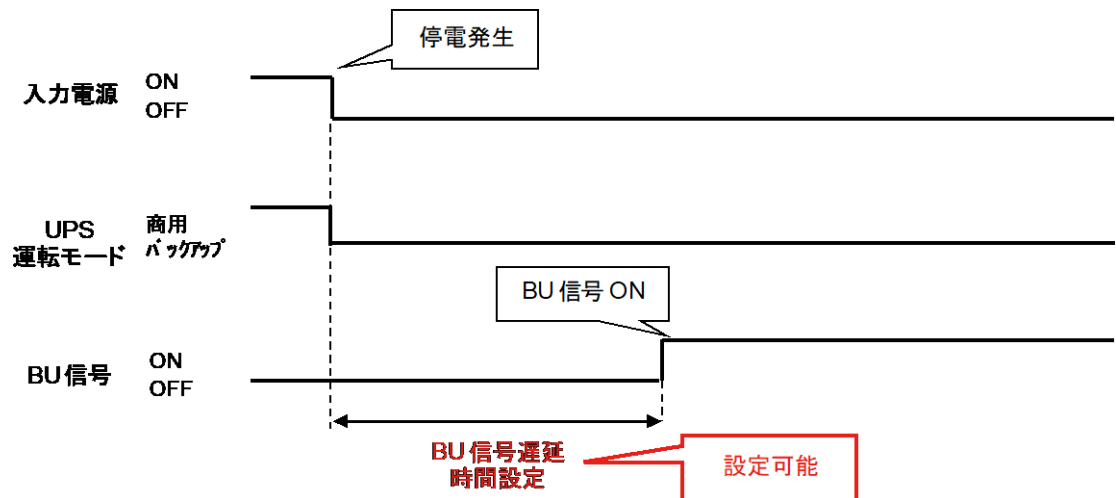 停電発生
入力電源
ON
OFF
UPS
運転モード
商用
バックアップ
BU 信号 ON
BU 信号
ON
OFF
BU 信号遅延
時間設定
設定可能